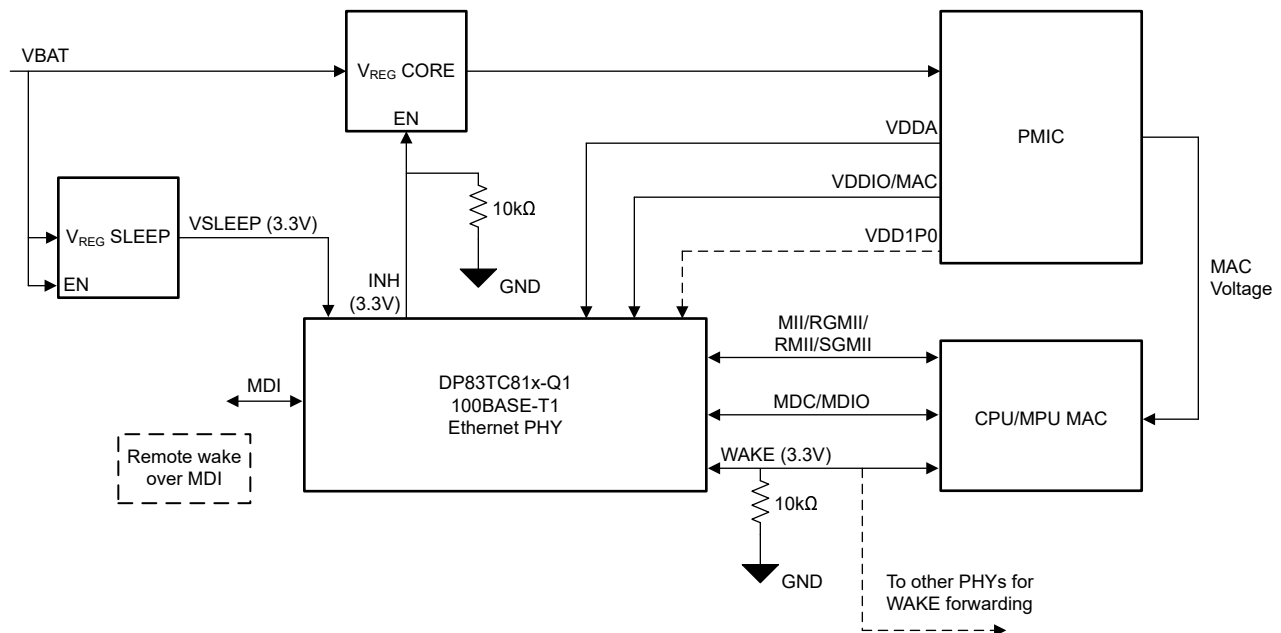 VBAT
V_REG CORE
EN
VDDA
PMIC
VDDIO/MAC
10kΩ
V_REG SLEEP
VSLEEP (3.3V)
EN
VDD1P0
INH
(3.3V)
GND
MAC
Voltage
MII/RGMII/
RMII/SGMII
MDI
DP83TC81x-Q1
100BASE-T1
Ethernet PHY
MDC/MDIO
CPU/MPU MAC
Remote wake
over MDI
WAKE (3.3V)
10kΩ
GND
To other PHYs for
WAKE forwarding